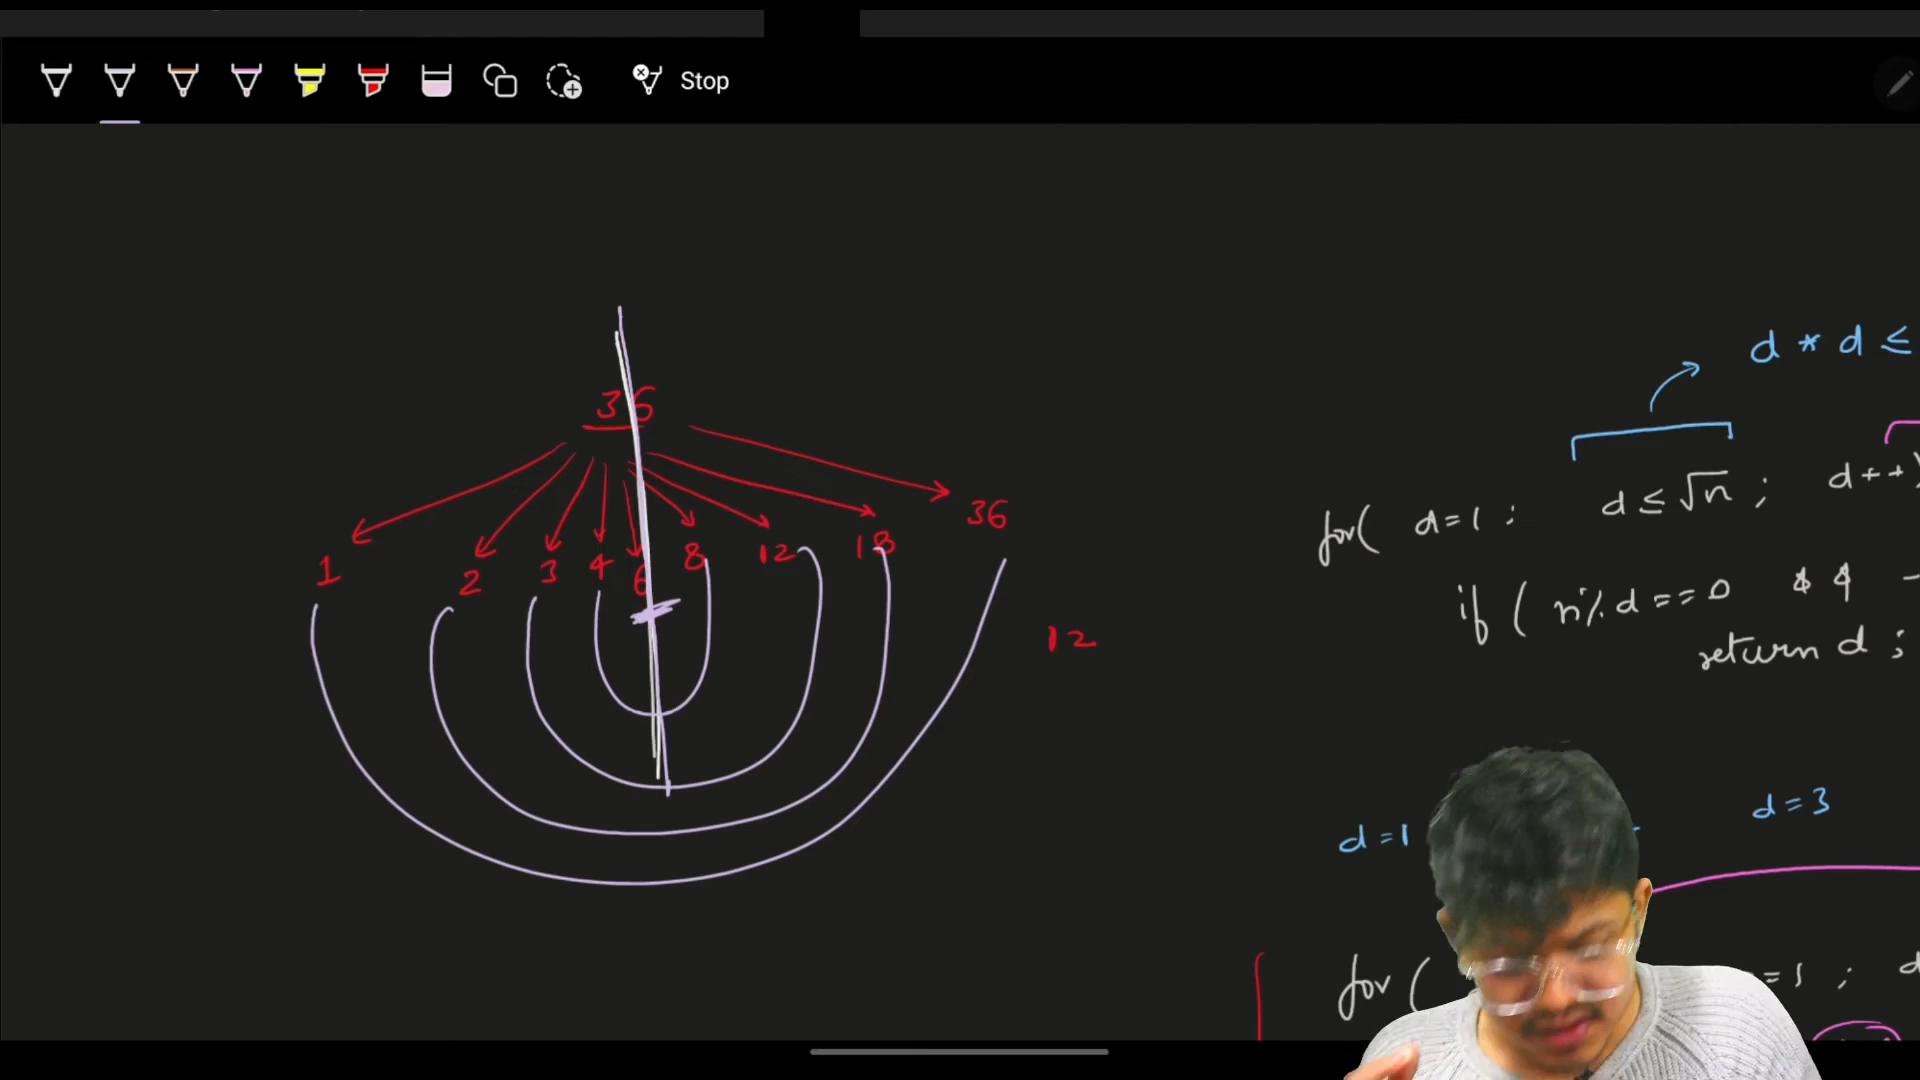 Stop
36
1 2 3 4 6 8 12 18 36
12
d * d ≤
for( d=1 ; d ≤ √n ; d++)
if ( n % d == 0 &&
return d ;
d=1 d=3
for ( =1 ; d